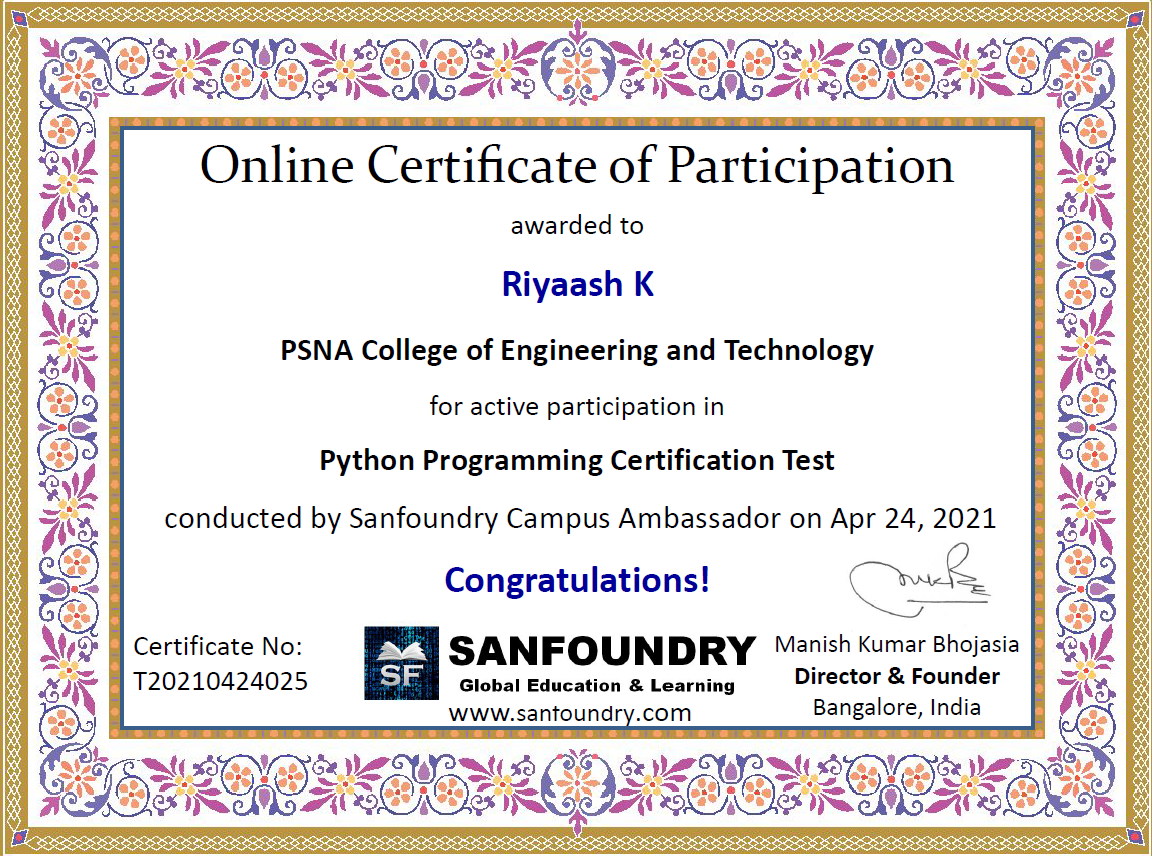 Online Certificate of Participation
awarded to
Riyaash K
PSNA College of Engineering and Technology
for active participation in
Python Programming Certification Test
conducted by Sanfoundry Campus Ambassador on Apr 24, 2021
Congratulations!
Certificate No:
T20210424025
SF
SANFOUNDRY
Global Education & Learning
www.sanfoundry.com
Manish Kumar Bhojasia
Director & Founder
Bangalore, India